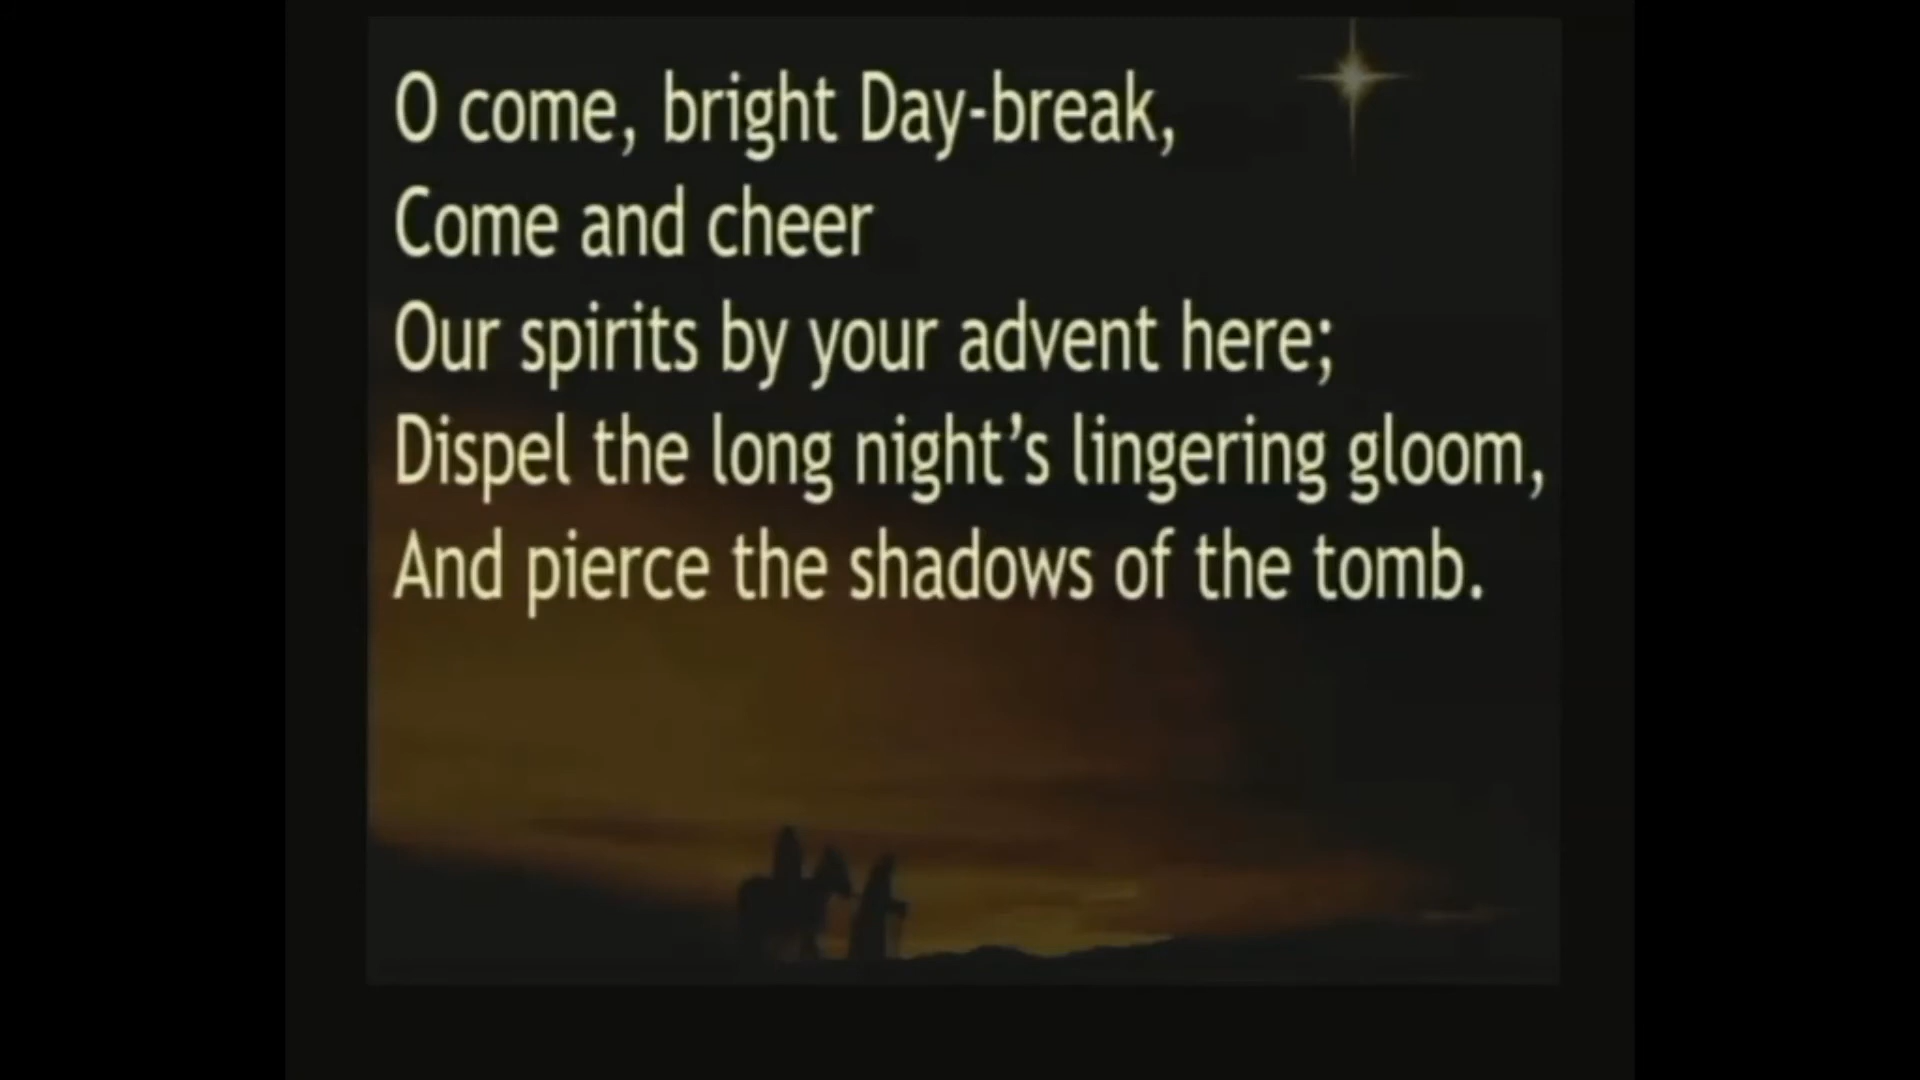 O come, bright Day-break,
Come and cheer
Our spirits by your advent here;
Dispel the long night’s lingering gloom,
And pierce the shadows of the tomb.